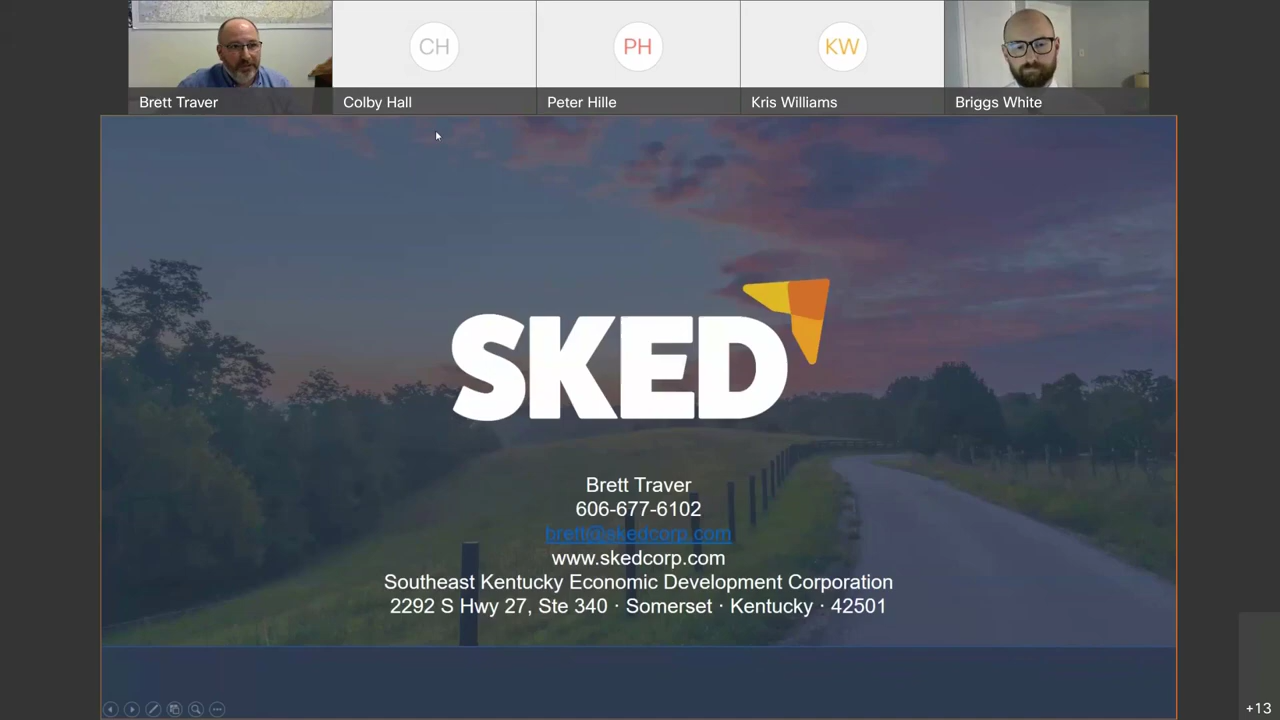 CH
PH
KW
Brett Traver
Colby Hall
Peter Hille
Kris Williams
Briggs White
SKED
Brett Traver
606-677-6102
brett@skedcorp.com
www.skedcorp.com
Southeast Kentucky Economic Development Corporation
2292 S Hwy 27, Ste 340 · Somerset · Kentucky · 42501
+13